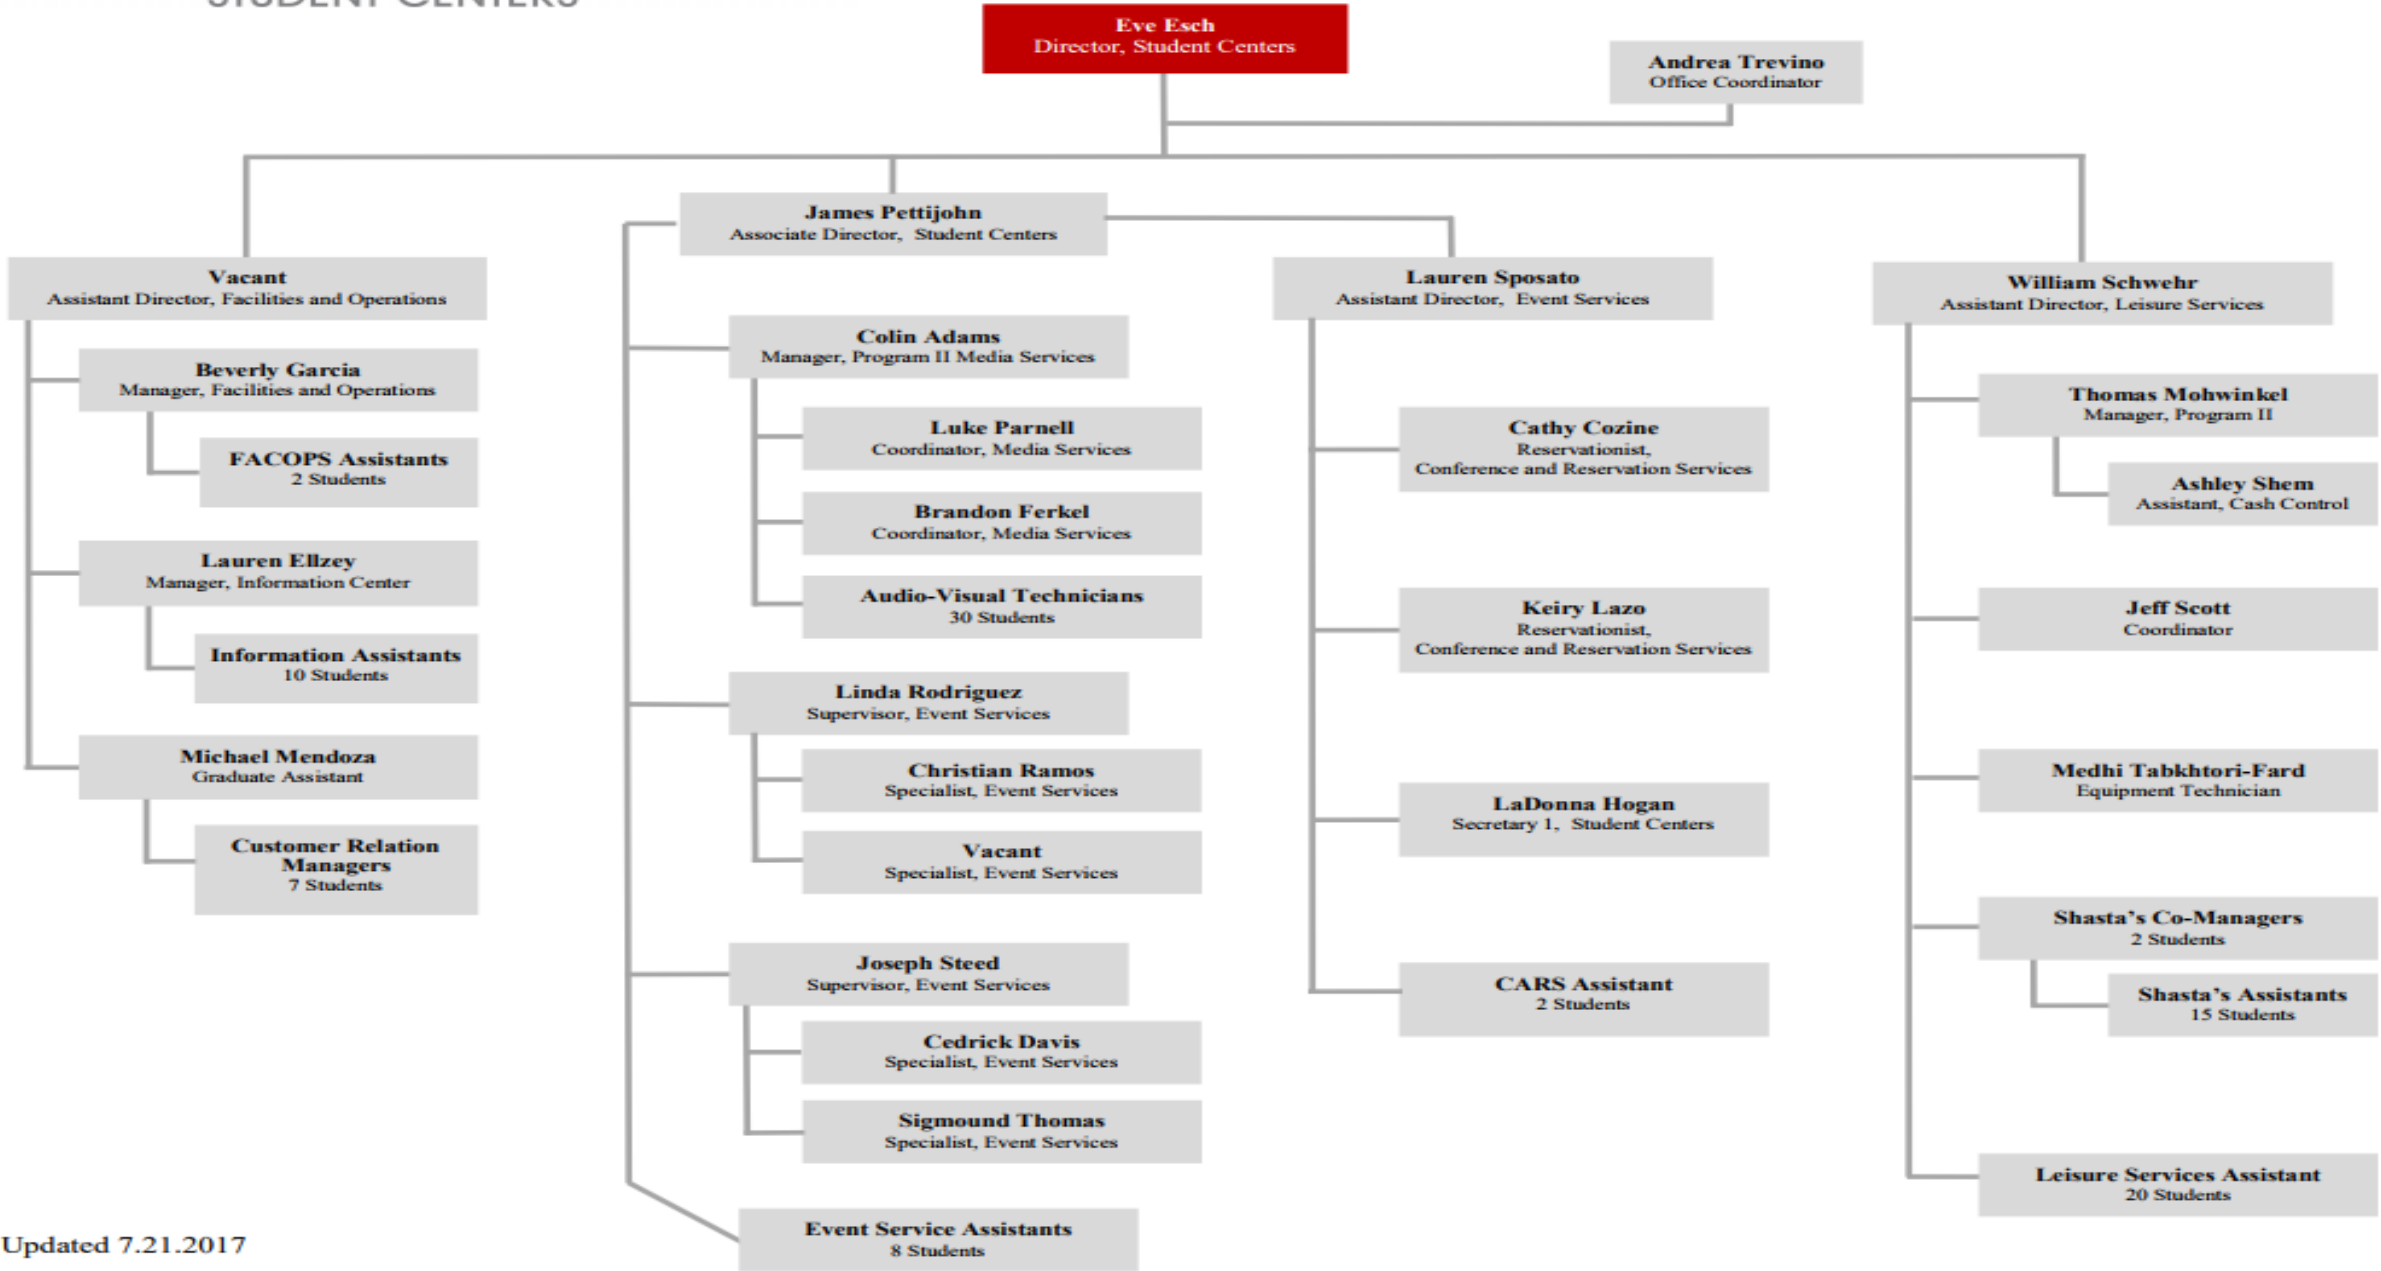 STUDENT CENTERS
Eve Esch
Director, Student Centers
Andrea Trevino
Office Coordinator
James Pettijohn
Associate Director, Student Centers
Vacant
Assistant Director, Facilities and Operations
Beverly Garcia
Manager, Facilities and Operations
FACOPS Assistants
2 Students
Lauren Ellzey
Manager, Information Center
Information Assistants
10 Students
Michael Mendoza
Graduate Assistant
Customer Relation
Managers
7 Students
Colin Adams
Manager, Program II Media Services
Luke Parnell
Coordinator, Media Services
Brandon Ferkel
Coordinator, Media Services
Audio-Visual Technicians
30 Students
Linda Rodriguez
Supervisor, Event Services
Christian Ramos
Specialist, Event Services
Vacant
Specialist, Event Services
Joseph Steed
Supervisor, Event Services
Cedrick Davis
Specialist, Event Services
Sigmound Thomas
Specialist, Event Services
Event Service Assistants
8 Students
Lauren Sposato
Assistant Director, Event Services
Cathy Cozine
Reservationist,
Conference and Reservation Services
Keiry Lazo
Reservationist,
Conference and Reservation Services
LaDonna Hogan
Secretary 1, Student Centers
CARS Assistant
2 Students
William Schwehr
Assistant Director, Leisure Services
Thomas Mohwinkel
Manager, Program II
Ashley Shem
Assistant, Cash Control
Jeff Scott
Coordinator
Medhi Tabkhtori-Fard
Equipment Technician
Shasta's Co-Managers
2 Students
Shasta's Assistants
15 Students
Leisure Services Assistant
20 Students
Updated 7.21.2017